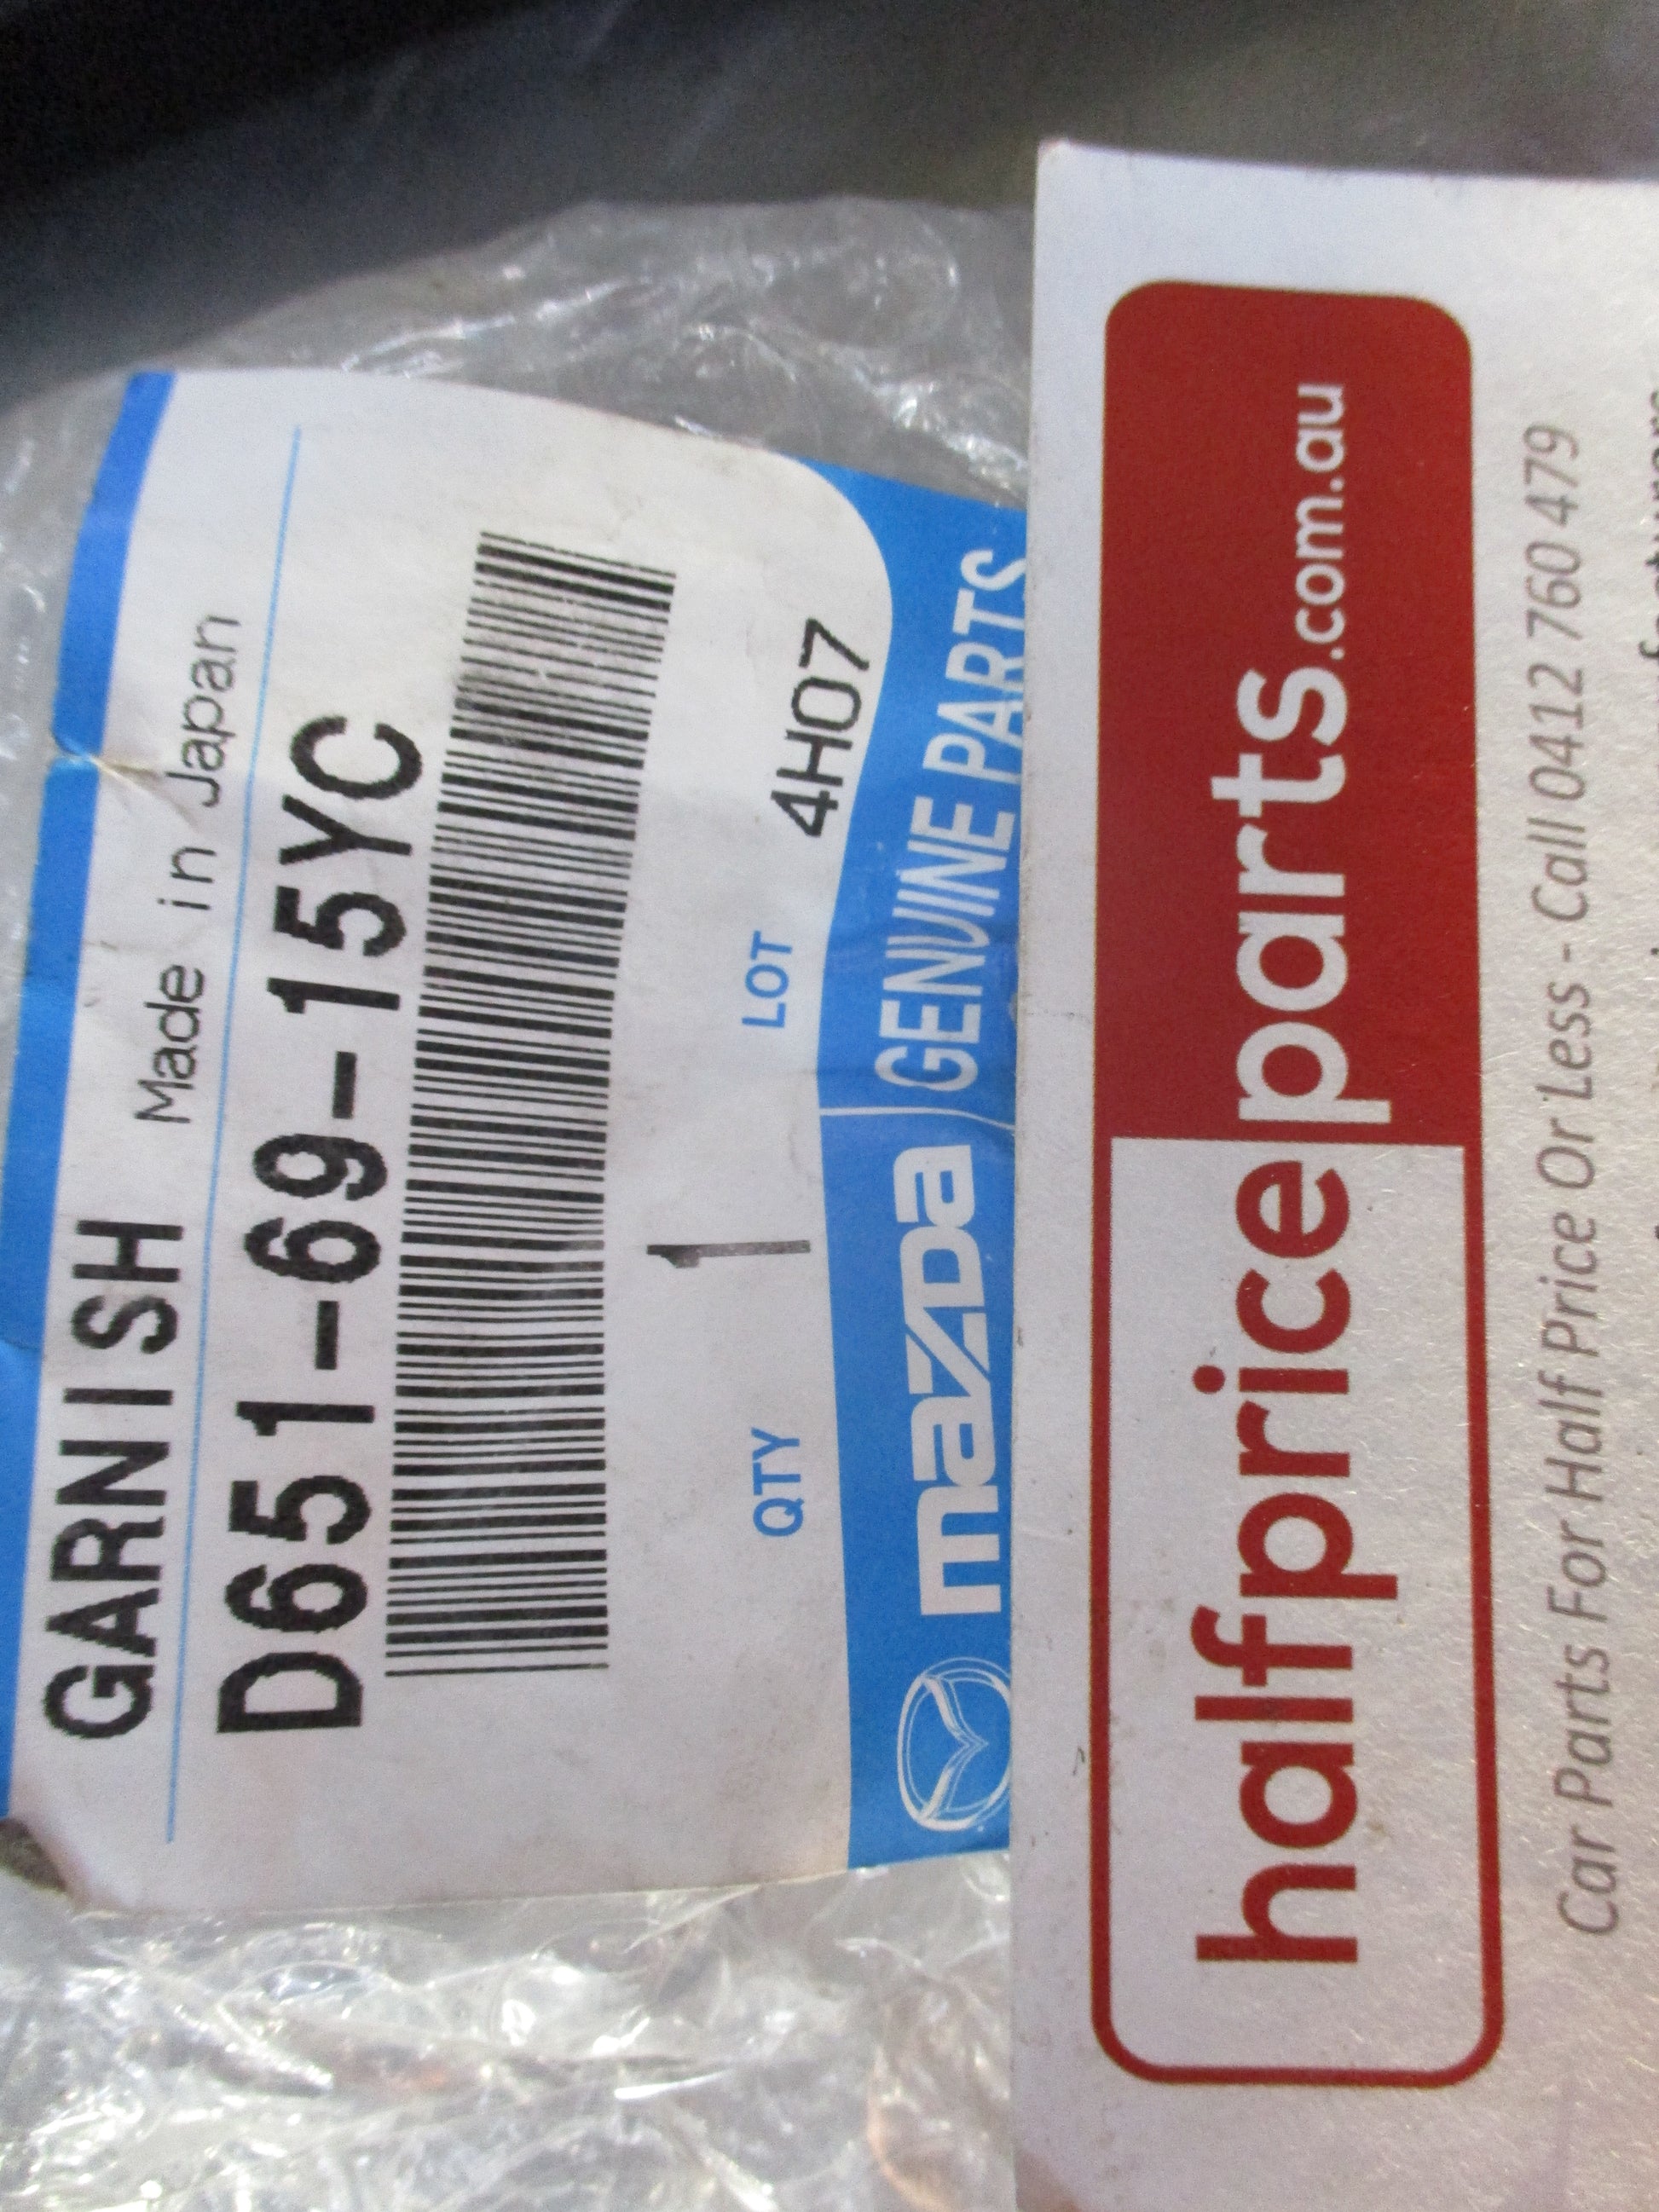 GARNISH Made in Japan
D651-69-15YC
QTY 1 LOT 4H07
mazda GENUINE PARTS
halfpriceparts.com.au
Car Parts For Half Price Or Less - Call 0412 760 479